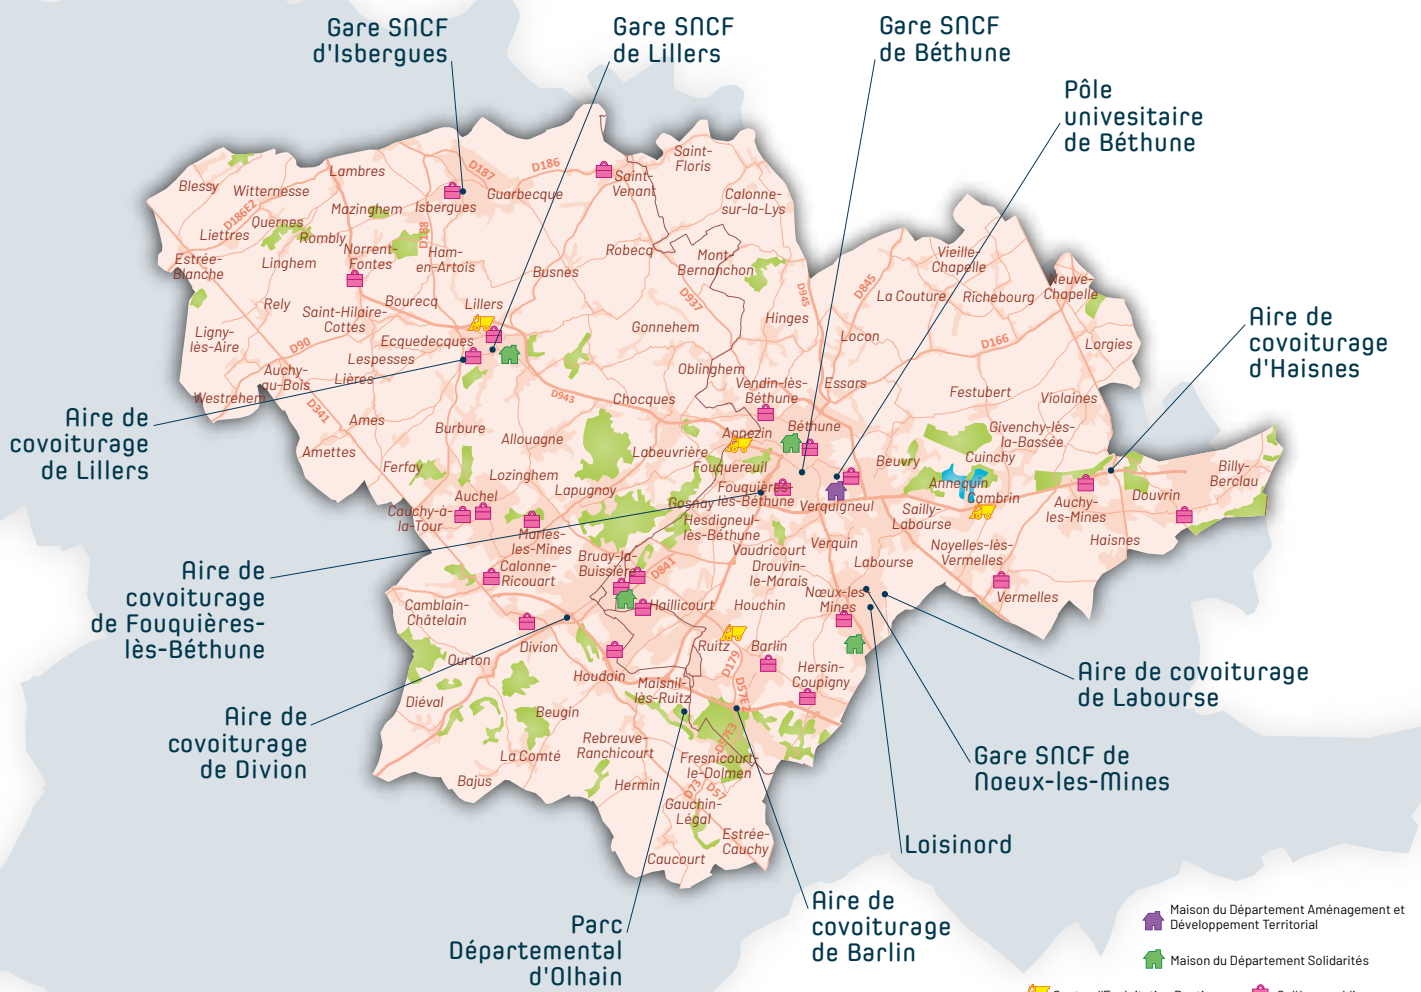 Gare SNCF
d'Isbergues
Gare SNCF
de Lillers
Gare SNCF
de Béthune
Pôle
univesitaire
de Béthune
Aire de
covoiturage
d'Haisnes
Aire de
covoiturage
de Lillers
Aire de
covoiturage
de Fouquières-
lès-Béthune
Aire de
covoiturage
de Divion
Parc
Départemental
d'Olhain
Aire de
covoiturage
de Barlin
Loisinord
Gare SNCF de
Noeux-les-Mines
Aire de covoiturage
de Labourse
Blessy
Witternesse
Lambres
Mazinghem
Isbergues
Guarbecque
D187
D186
Saint-
Venant
Saint-
Floris
Calonne-
sur-la-Lys
D186E2
Quernes
Liettres
Rombly
Linghem
Norrent-
Fontes
D188
Ham-
en-Artois
Estrée-
Blanche
Busnes
Robecq
Mont-
Bernanchon
Vieille-
Chapelle
Neuve-
Chapelle
La Couture
Richebourg
D845
D945
D937
Rely
Saint-Hilaire-
Cottes
Bourecq
Lillers
Ecquedecques
Lespesses
Ligny-
lès-Aire
D90
Auchy-
au-Bois
Lières
Westrehem
D341
Gonnehem
Hinges
Locon
D166
Lorgies
Oblinghem
Vendin-lès-
Béthune
Essars
Festubert
Violaines
D943
Chocques
Ames
Burbure
Allouagne
Amettes
Ferfay
Lozinghem
Lapugnoy
Labeuvrière
Annezin
Béthune
Fouquereuil
Fouquières-
lès-Béthune
Gosnay
Hesdigneul-
lès-Béthune
Verquigneul
Beuvry
Givenchy-lès-
la-Bassée
Cuinchy
Annequin
Cambrin
Sailly-
Labourse
Auchy-
les-Mines
Douvrin
Billy-
Berclau
Haisnes
Auchel
Cauchy-à-
la-Tour
Marles-
les-Mines
Calonne-
Ricouart
Bruay-la-
Buissière
D841
Haillicourt
Vaudricourt
Drouvin-
le-Marais
Verquin
Labourse
Noyelles-lès-
Vermelles
Vermelles
Houchin
Nœux-les
Mines
Camblain-
Châtelain
Divion
Ourton
Houdain
Maisnil-
lès-Ruitz
Ruitz
Barlin
D179
D57E2
Hersin-
Coupigny
Diéval
Beugin
La Comté
Bajus
Rebreuve-
Ranchicourt
Hermin
D57E3
Fresnicourt-
le-Dolmen
D73
D57
Gauchin-
Légal
Estrée-
Cauchy
Caucourt
Maison du Département Aménagement et
Développement Territorial
Maison du Département Solidarités